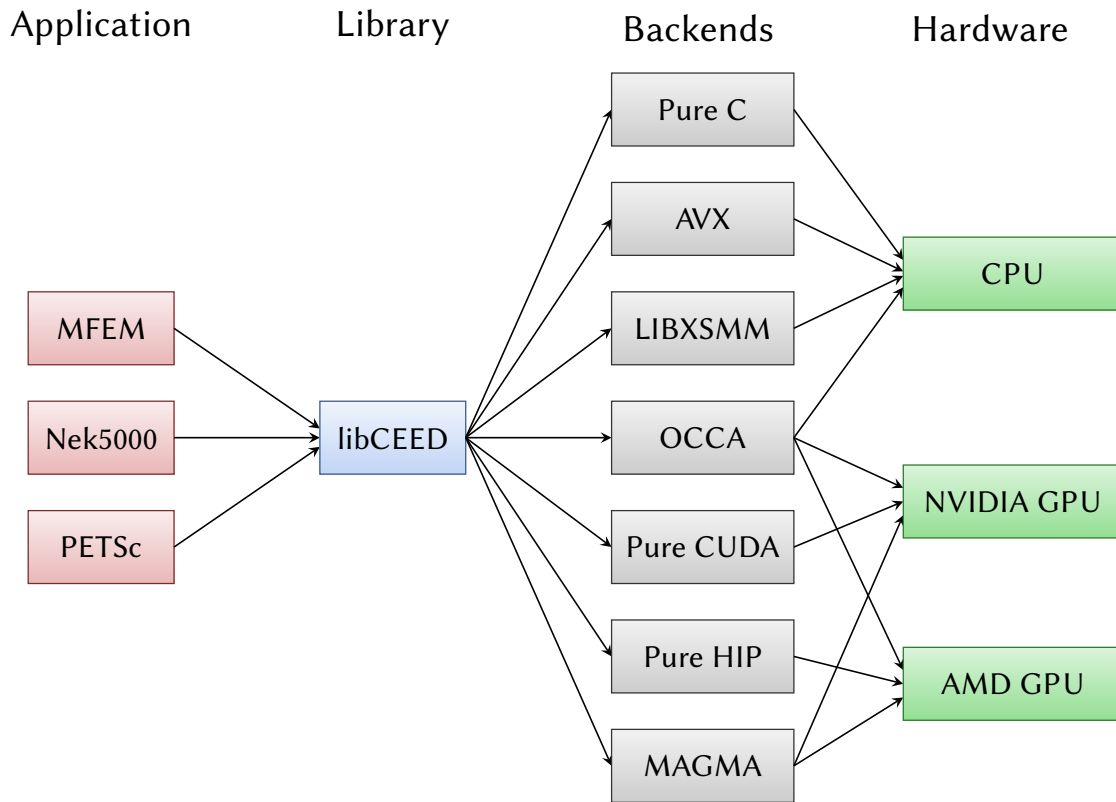 Application
Library
Backends
Hardware
MFEM
Nek5000
PETSc
libCEED
Pure C
AVX
LIBXSMM
OCCA
Pure CUDA
Pure HIP
MAGMA
CPU
NVIDIA GPU
AMD GPU